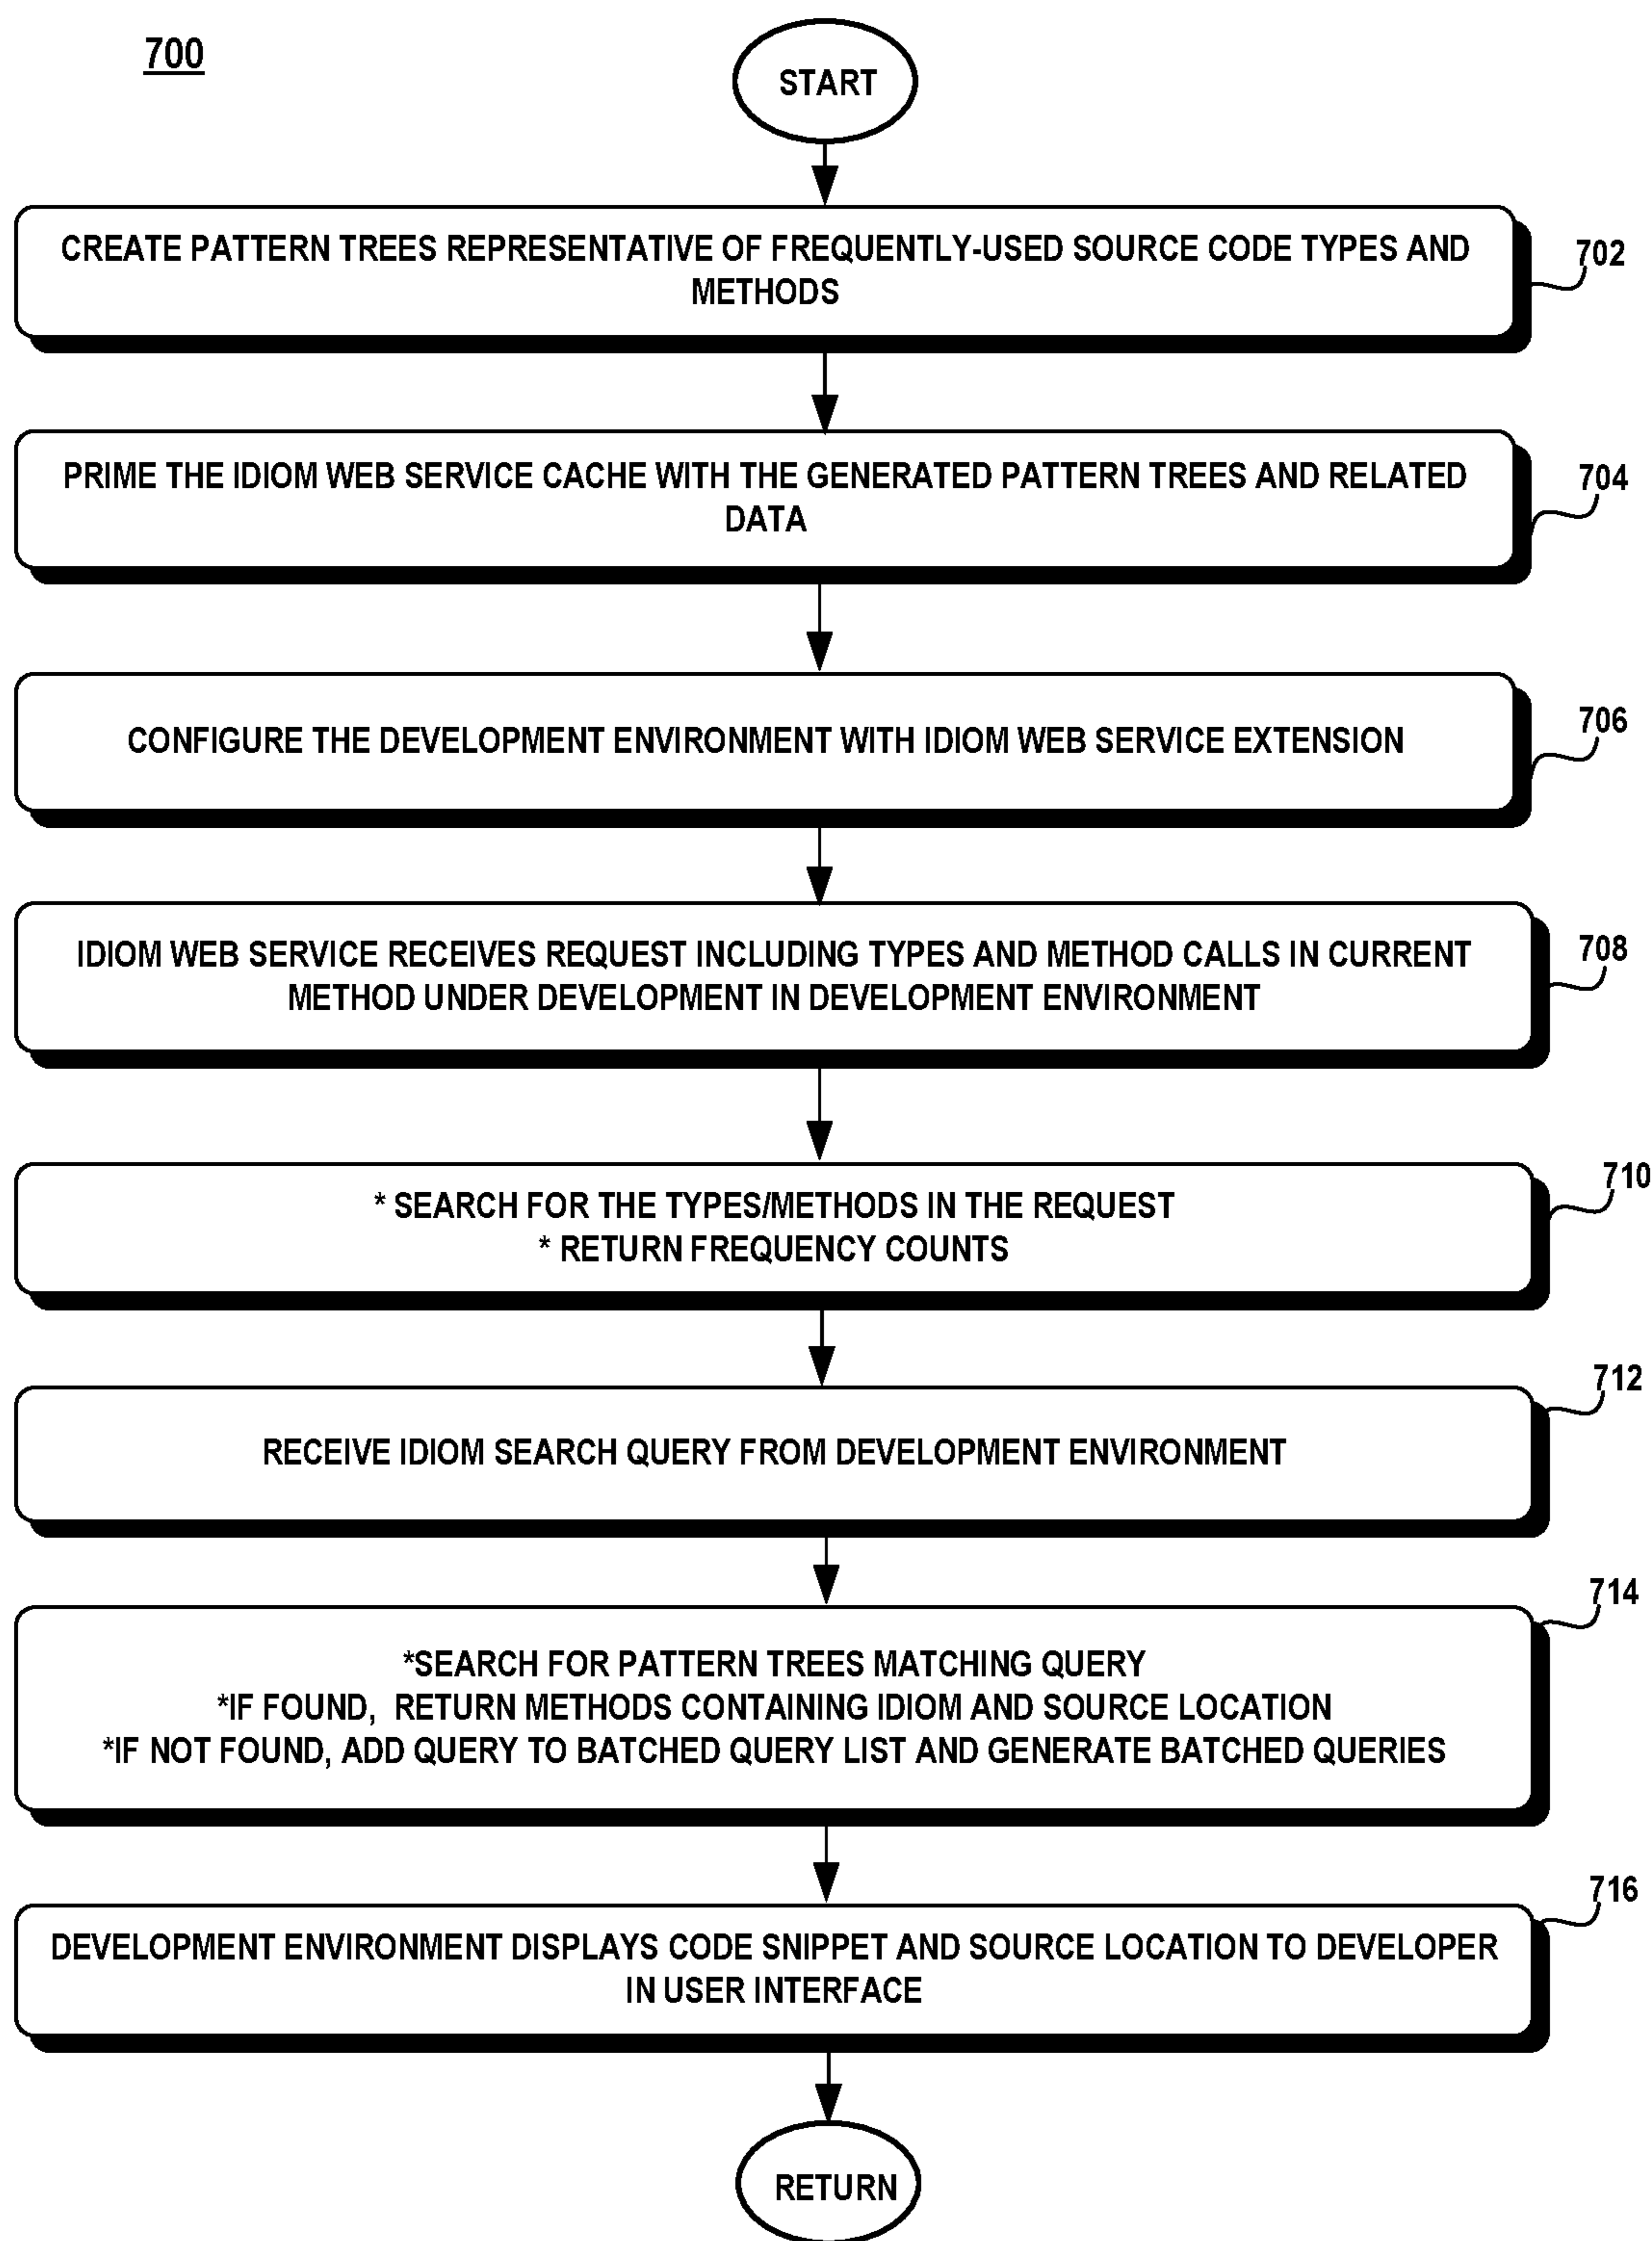 700
START
CREATE PATTERN TREES REPRESENTATIVE OF FREQUENTLY-USED SOURCE CODE TYPES AND
METHODS
702
PRIME THE IDIOM WEB SERVICE CACHE WITH THE GENERATED PATTERN TREES AND RELATED
DATA
704
CONFIGURE THE DEVELOPMENT ENVIRONMENT WITH IDIOM WEB SERVICE EXTENSION
706
IDIOM WEB SERVICE RECEIVES REQUEST INCLUDING TYPES AND METHOD CALLS IN CURRENT
METHOD UNDER DEVELOPMENT IN DEVELOPMENT ENVIRONMENT
708
* SEARCH FOR THE TYPES/METHODS IN THE REQUEST
* RETURN FREQUENCY COUNTS
710
RECEIVE IDIOM SEARCH QUERY FROM DEVELOPMENT ENVIRONMENT
712
*SEARCH FOR PATTERN TREES MATCHING QUERY
*IF FOUND, RETURN METHODS CONTAINING IDIOM AND SOURCE LOCATION
*IF NOT FOUND, ADD QUERY TO BATCHED QUERY LIST AND GENERATE BATCHED QUERIES
714
DEVELOPMENT ENVIRONMENT DISPLAYS CODE SNIPPET AND SOURCE LOCATION TO DEVELOPER
IN USER INTERFACE
716
RETURN